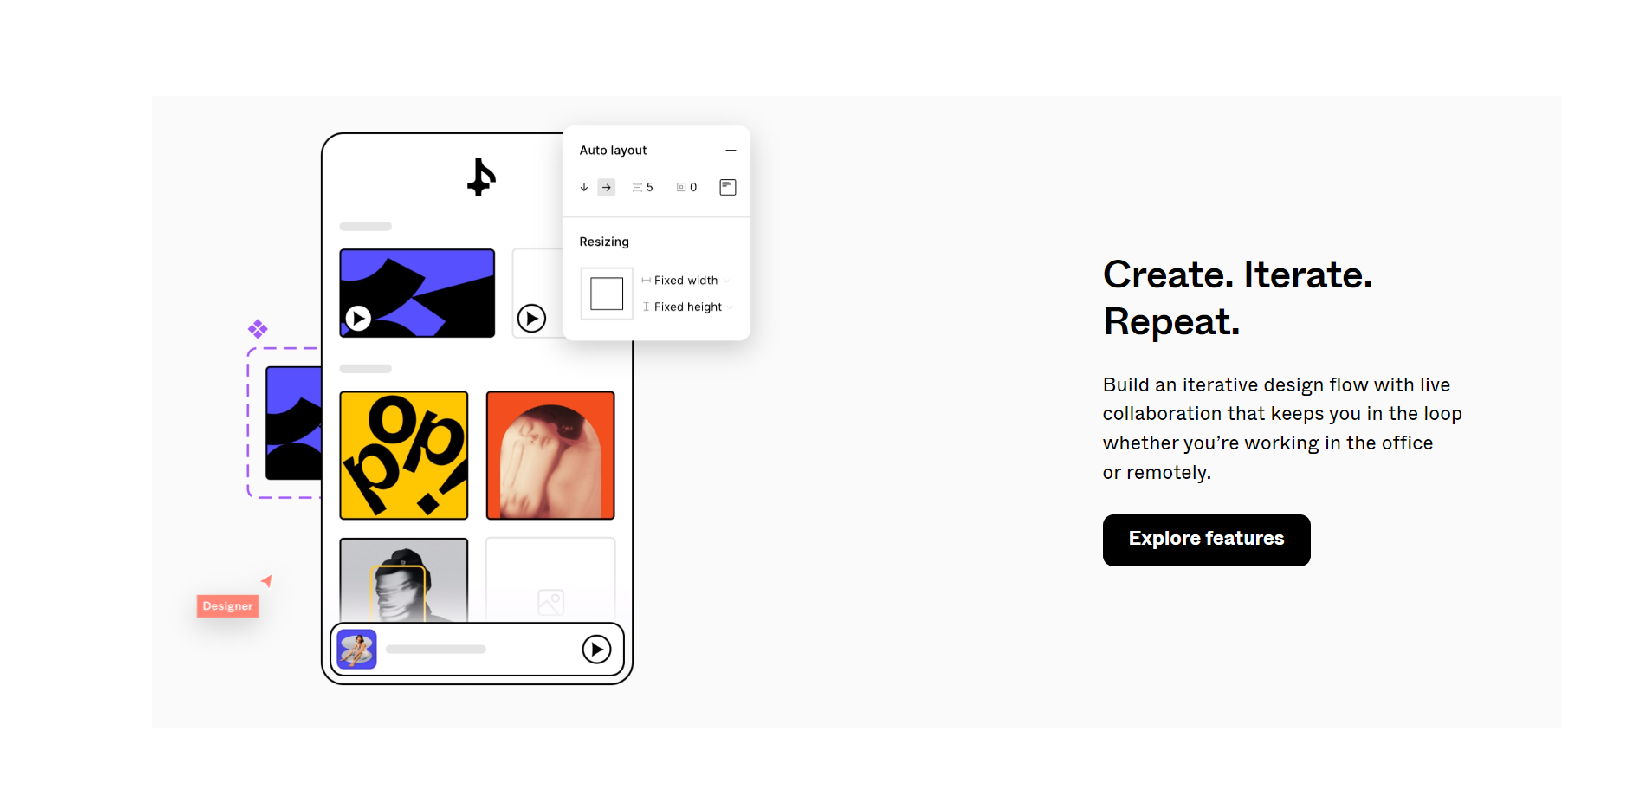 Auto layout
5 0
Resizing
Fixed width
Fixed height
pop!
Designer
Create. Iterate.
Repeat.
Build an iterative design flow with live
collaboration that keeps you in the loop
whether you’re working in the office
or remotely.
Explore features